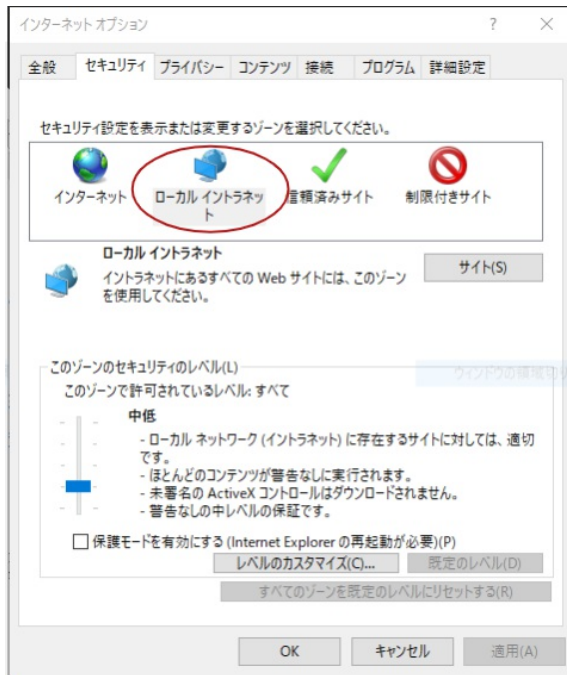 インターネット オプション
全般 セキュリティ プライバシー コンテンツ 接続 プログラム 詳細設定
セキュリティ設定を表示または変更するゾーンを選択してください。
インターネット
ローカル イントラネッ
ト
信頼済みサイト
制限付きサイト
ローカル イントラネット
イントラネットにあるすべての Web サイトには、このゾーン
を使用してください。
サイト(S)
このゾーンのセキュリティのレベル(L)
ウィンドウの領域切
このゾーンで許可されているレベル: すべて
中低
- ローカル ネットワーク (イントラネット) に存在するサイトに対しては、適切
です。
- ほとんどのコンテンツが警告なしに実行されます。
- 未署名の ActiveX コントロールはダウンロードされません。
- 警告なしの中レベルの保証です。
保護モードを有効にする (Internet Explorer の再起動が必要)(P)
レベルのカスタマイズ(C)... 既定のレベル(D)
すべてのゾーンを既定のレベルにリセットする(R)
OK キャンセル 適用(A)